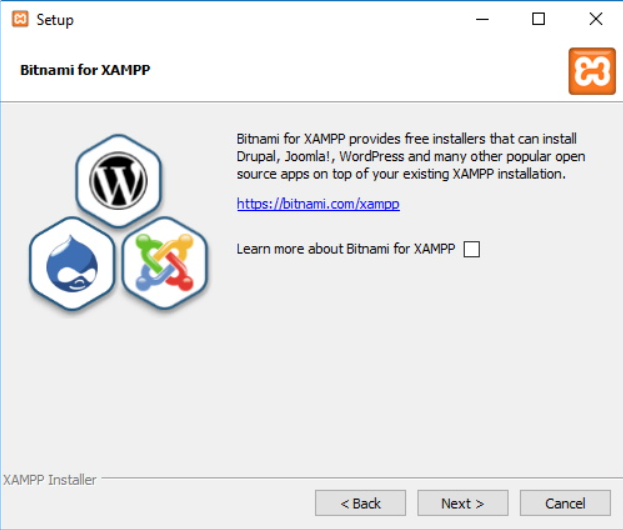 Setup
Bitnami for XAMPP
Bitnami for XAMPP provides free installers that can install
Drupal, Joomla!, WordPress and many other popular open
source apps on top of your existing XAMPP installation.
https://bitnami.com/xampp
Learn more about Bitnami for XAMPP
XAMPP Installer
< Back
Next >
Cancel